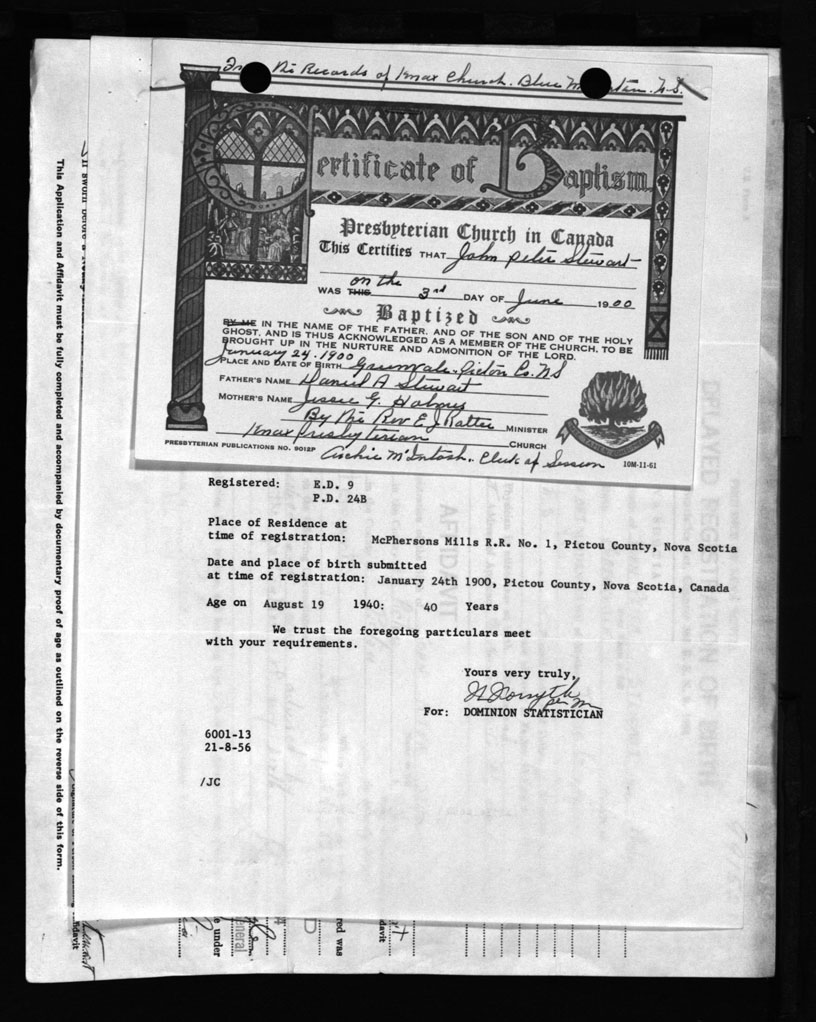 The Records of Knox Church. Blue Mountain. N.S.
Certificate of Baptism
Presbyterian Church in Canada
This Certifies THAT John Peter Stewart
on the
WAS THIS 3rd DAY OF June 1900
Baptized
BY ME IN THE NAME OF THE FATHER, AND OF THE SON AND OF THE HOLY
GHOST, AND IS THUS ACKNOWLEDGED AS A MEMBER OF THE CHURCH, TO BE
BROUGHT UP IN THE NURTURE AND ADMONITION OF THE LORD.
January 24. 1900
PLACE AND DATE OF BIRTH Greenvale. Pictou Co. NS
FATHER'S NAME Daniel A Stewart
MOTHER'S NAME Jessie G. Holmes
By The Rev E J Rattee MINISTER
Knox Presbyterian CHURCH
PRESBYTERIAN PUBLICATIONS NO. 9012P Archie McIntosh. Clerk of Session 10M-11-61
Registered: E.D. 9
P.D. 24B
Place of Residence at
time of registration: McPhersons Mills R.R. No. 1, Pictou County, Nova Scotia
Date and place of birth submitted
at time of registration: January 24th 1900, Pictou County, Nova Scotia, Canada
Age on August 19 1940: 40 Years
We trust the foregoing particulars meet
with your requirements.
Yours very truly,
Forsyth
per m
For: DOMINION STATISTICIAN
6001-13
21-8-56
/JC
This Application and Affidavit must be fully completed and accompanied by documentary proof of age as outlined on the reverse side of this form.
DELAYED REGISTRATION OF BIRTH
AFFIDAVIT
red was
under
eneral
davit
ffidavit